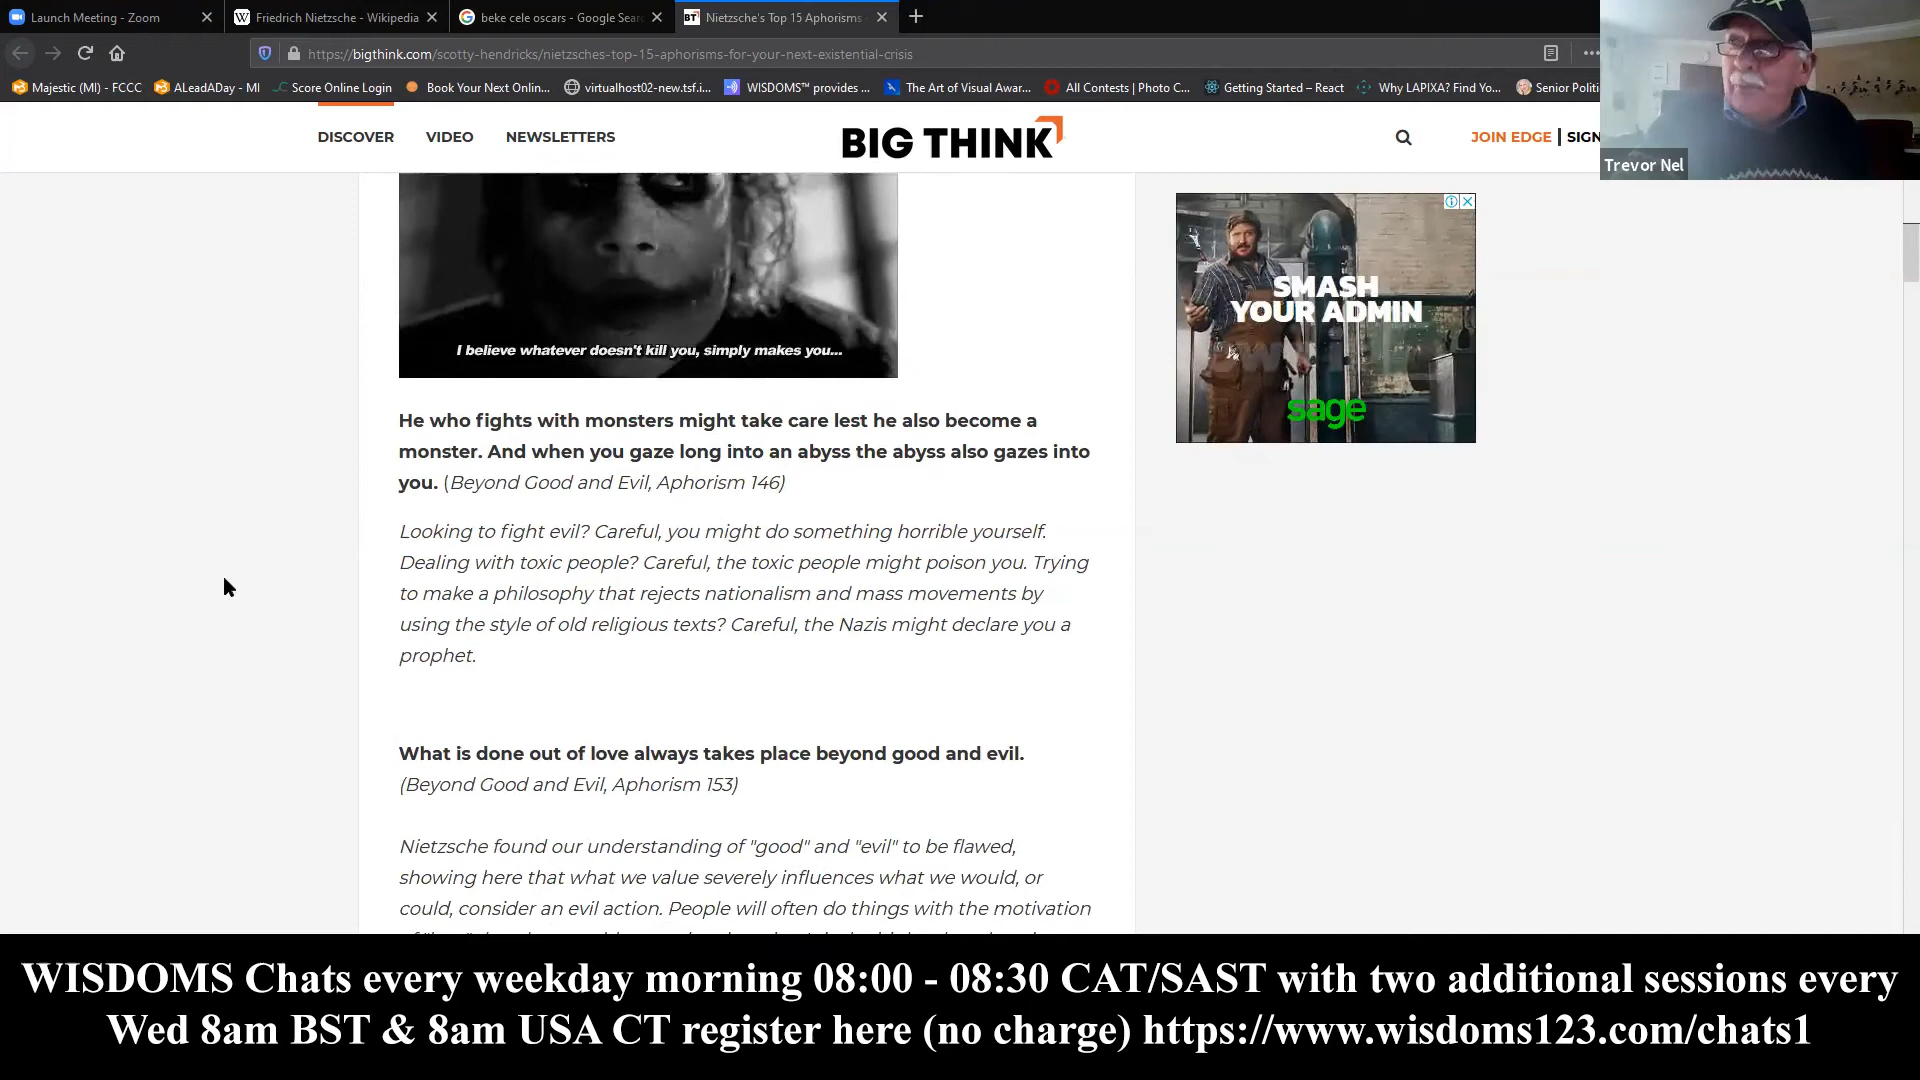 Launch Meeting - Zoom
Friedrich Nietzsche - Wikipedia
beke cele oscars - Google Sear
BT
Nietzsche's Top 15 Aphorisms
https://bigthink.com/scotty-hendricks/nietzsches-top-15-aphorisms-for-your-next-existential-crisis
Majestic (MI) - FCCC
ALeadADay - MI
Score Online Login
Book Your Next Onlin...
virtualhost02-new.tsf.i...
WISDOMS™ provides ...
The Art of Visual Awar...
All Contests | Photo C...
Getting Started – React
Why LAPIXA? Find Yo...
Senior Politi
DISCOVER
VIDEO
NEWSLETTERS
BIG THINK
JOIN EDGE | SIGN
Trevor Nel
I believe whatever doesn't kill you, simply makes you...
SMASH
YOUR ADMIN
sage
He who fights with monsters might take care lest he also become a
monster. And when you gaze long into an abyss the abyss also gazes into
you. (Beyond Good and Evil, Aphorism 146)
Looking to fight evil? Careful, you might do something horrible yourself.
Dealing with toxic people? Careful, the toxic people might poison you. Trying
to make a philosophy that rejects nationalism and mass movements by
using the style of old religious texts? Careful, the Nazis might declare you a
prophet.
What is done out of love always takes place beyond good and evil.
(Beyond Good and Evil, Aphorism 153)
Nietzsche found our understanding of "good" and "evil" to be flawed,
showing here that what we value severely influences what we would, or
could, consider an evil action. People will often do things with the motivation
WISDOMS Chats every weekday morning 08:00 - 08:30 CAT/SAST with two additional sessions every
Wed 8am BST & 8am USA CT register here (no charge) https://www.wisdoms123.com/chats1